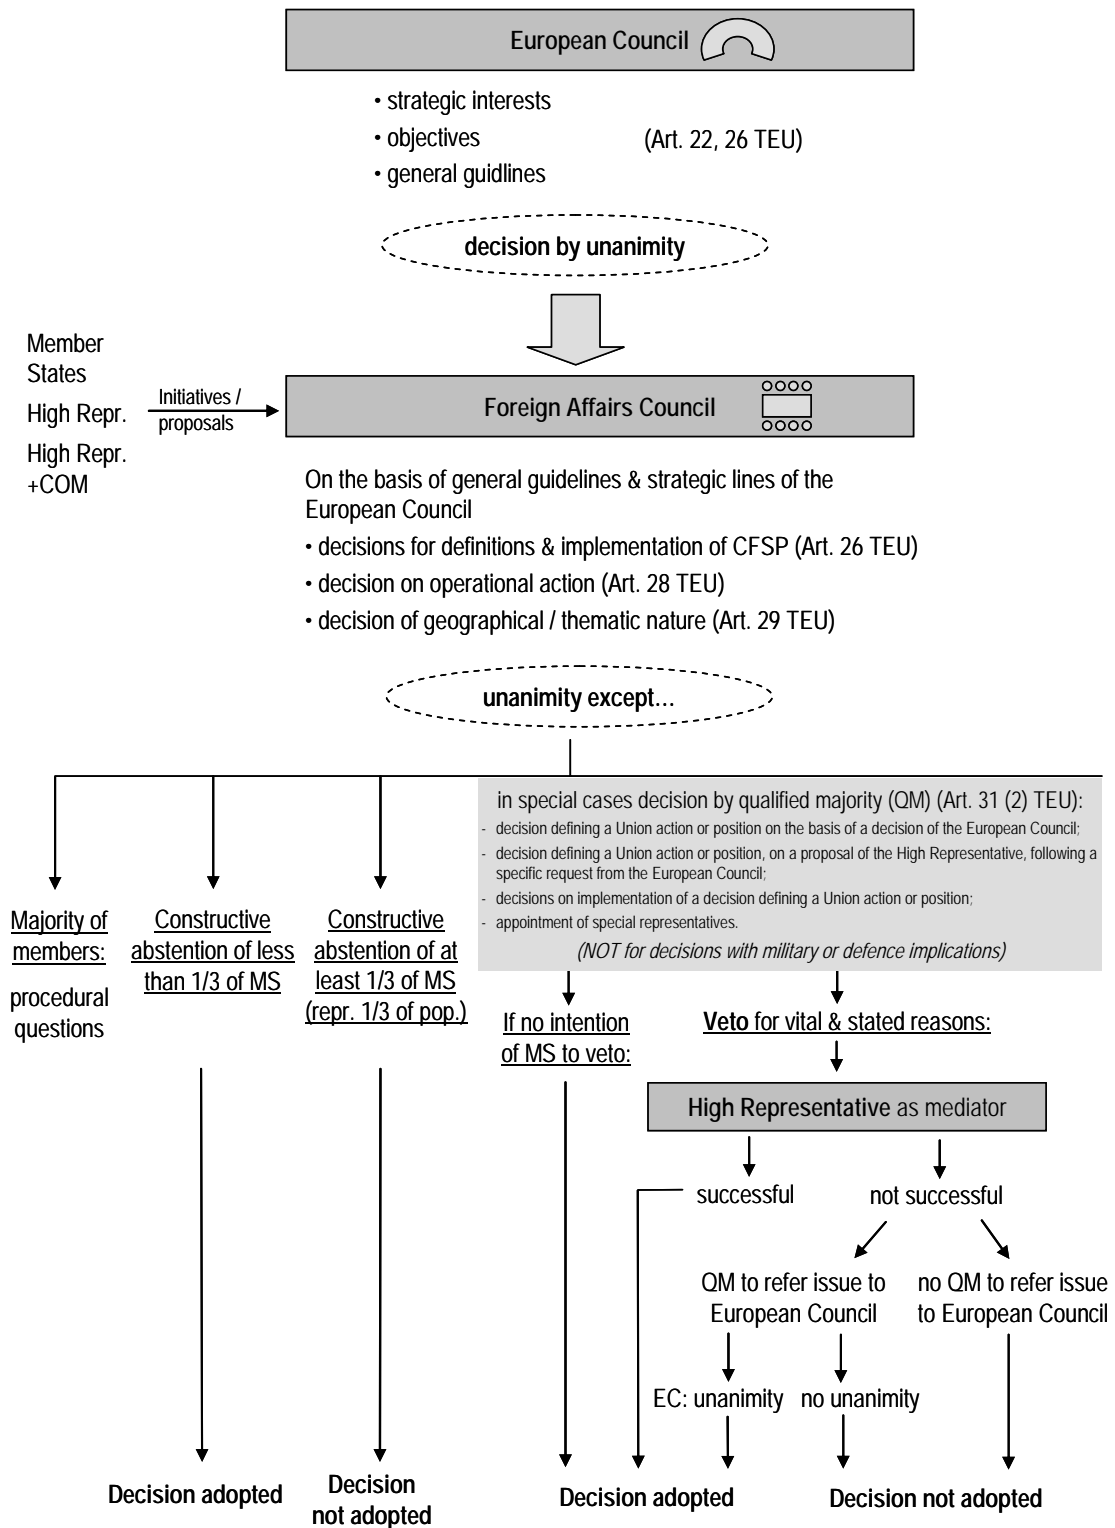 European Council
• strategic interests
• objectives
(Art. 22, 26 TEU)
• general guidlines
decision by unanimity
Member
States
High Repr.
High Repr.
+COM
Initiatives /
proposals
Foreign Affairs Council
On the basis of general guidelines & strategic lines of the
European Council
• decisions for definitions & implementation of CFSP (Art. 26 TEU)
• decision on operational action (Art. 28 TEU)
• decision of geographical / thematic nature (Art. 29 TEU)
unanimity except...
Majority of
members:
procedural
questions
Constructive
abstention of less
than 1/3 of MS
Constructive
abstention of at
least 1/3 of MS
(repr. 1/3 of pop.)
in special cases decision by qualified majority (QM) (Art. 31 (2) TEU):
- decision defining a Union action or position on the basis of a decision of the European Council;
- decision defining a Union action or position, on a proposal of the High Representative, following a
specific request from the European Council;
- decisions on implementation of a decision defining a Union action or position;
- appointment of special representatives.
(NOT for decisions with military or defence implications)
If no intention
of MS to veto:
Veto for vital & stated reasons:
High Representative as mediator
successful
not successful
QM to refer issue to
European Council
no QM to refer issue
to European Council
EC: unanimity
no unanimity
Decision adopted
Decision
not adopted
Decision adopted
Decision not adopted